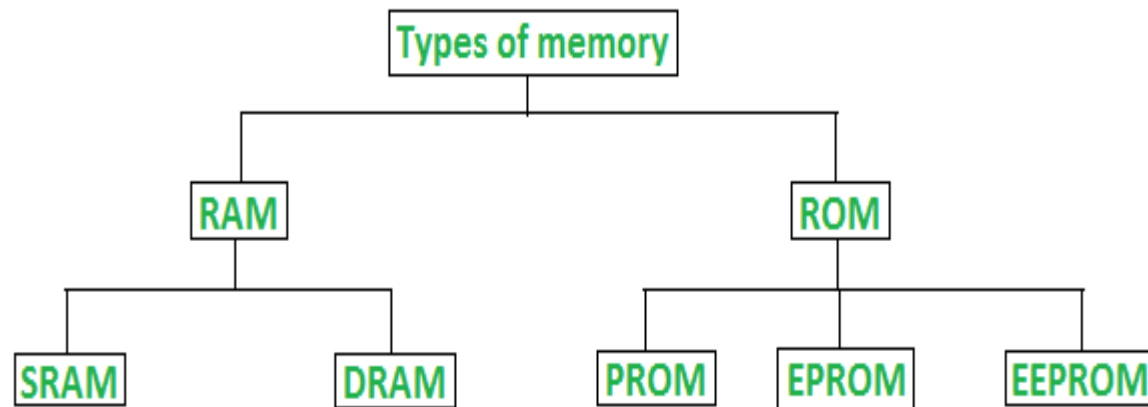 Types of memory
RAM
ROM
SRAM
DRAM
PROM
EPROM
EEPROM